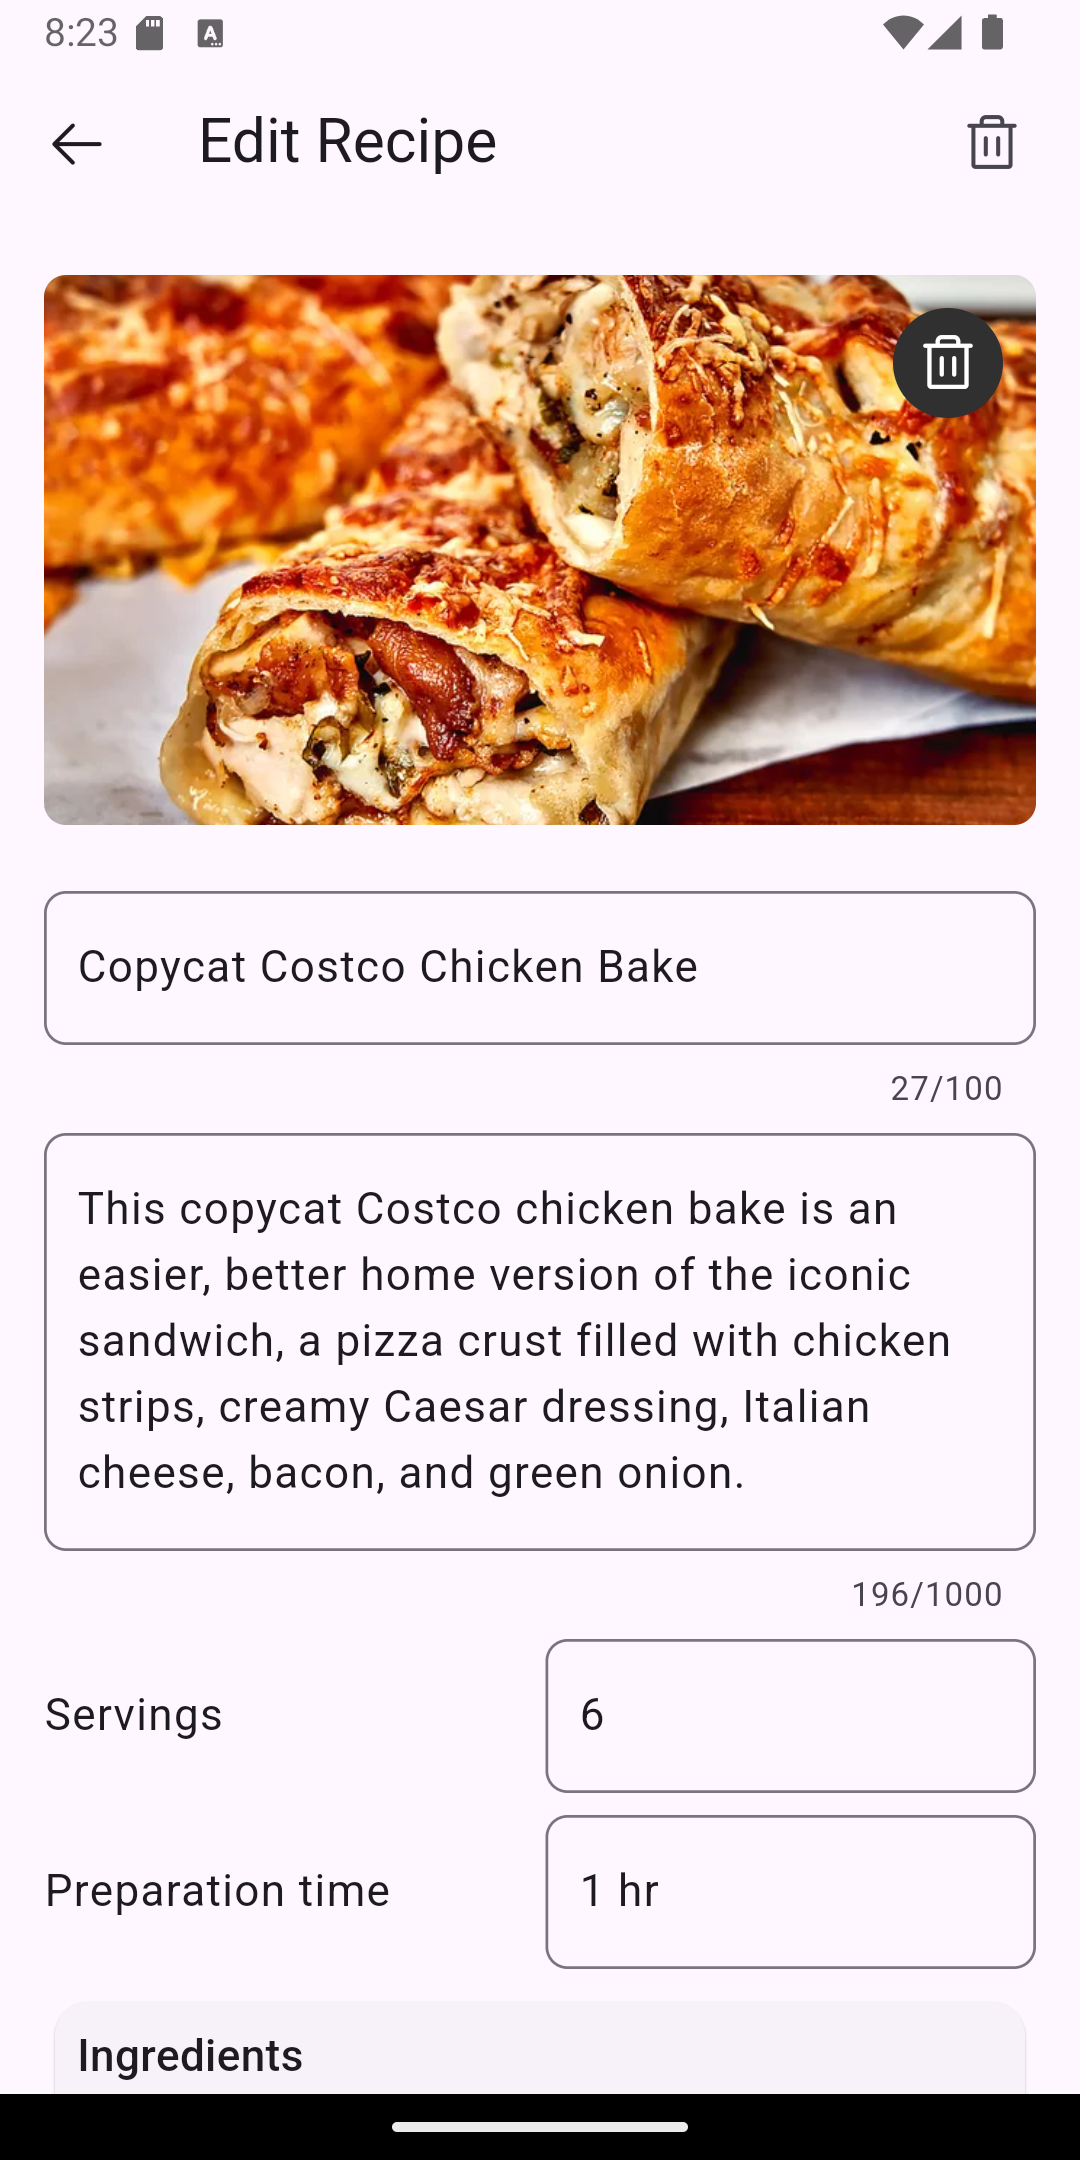 8:23
Edit Recipe
Copycat Costco Chicken Bake
27/100
This copycat Costco chicken bake is an
easier, better home version of the iconic
sandwich, a pizza crust filled with chicken
strips, creamy Caesar dressing, Italian
cheese, bacon, and green onion.
196/1000
Servings
6
Preparation time
1 hr
Ingredients